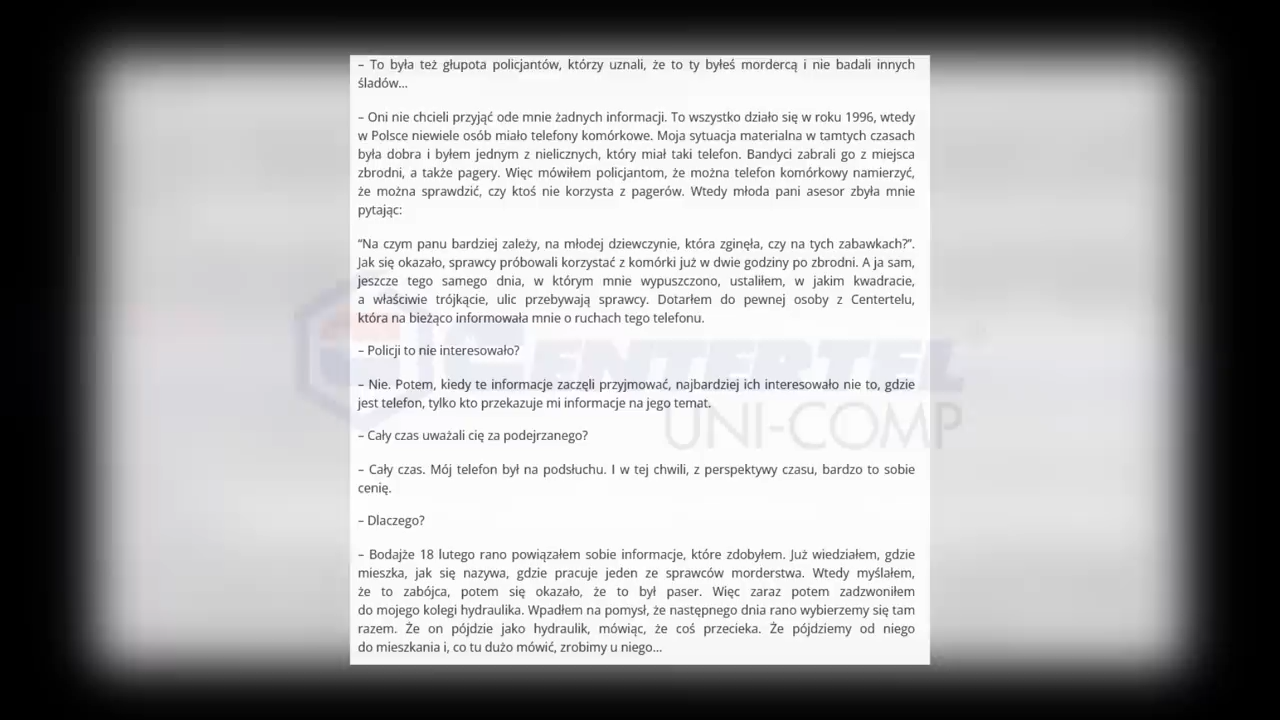 – To była też głupota policjantów, którzy uznali, że to ty byłeś mordercą i nie badali innych
śladów…
– Oni nie chcieli przyjąć ode mnie żadnych informacji. To wszystko działo się w roku 1996, wtedy
w Polsce niewiele osób miało telefony komórkowe. Moja sytuacja materialna w tamtych czasach
była dobra i byłem jednym z nielicznych, który miał taki telefon. Bandyci zabrali go z miejsca
zbrodni, a także pagery. Więc mówiłem policjantom, że można telefon komórkowy namierzyć,
że można sprawdzić, czy ktoś nie korzysta z pagerów. Wtedy młoda pani asesor zbyła mnie
pytając:
“Na czym panu bardziej zależy, na młodej dziewczynie, która zginęła, czy na tych zabawkach?”.
Jak się okazało, sprawcy próbowali korzystać z komórki już w dwie godziny po zbrodni. A ja sam,
jeszcze tego samego dnia, w którym mnie wypuszczono, ustaliłem, w jakim kwadracie,
a właściwie trójkącie, ulic przebywają sprawcy. Dotarłem do pewnej osoby z Centertelu,
która na bieżąco informowała mnie o ruchach tego telefonu.
– Policji to nie interesowało?
CENTERTEL®
– Nie. Potem, kiedy te informacje zaczęli przyjmować, najbardziej ich interesowało nie to, gdzie
jest telefon, tylko kto przekazuje mi informacje na jego temat.
UNI-COMP
– Cały czas uważali cię za podejrzanego?
– Cały czas. Mój telefon był na podsłuchu. I w tej chwili, z perspektywy czasu, bardzo to sobie
cenię.
– Dlaczego?
– Bodajże 18 lutego rano powiązałem sobie informacje, które zdobyłem. Już wiedziałem, gdzie
mieszka, jak się nazywa, gdzie pracuje jeden ze sprawców morderstwa. Wtedy myślałem,
że to zabójca, potem się okazało, że to był paser. Więc zaraz potem zadzwoniłem
do mojego kolegi hydraulika. Wpadłem na pomysł, że następnego dnia rano wybierzemy się tam
razem. Że on pójdzie jako hydraulik, mówiąc, że coś przecieka. Że pójdziemy od niego
do mieszkania i, co tu dużo mówić, zrobimy u niego…